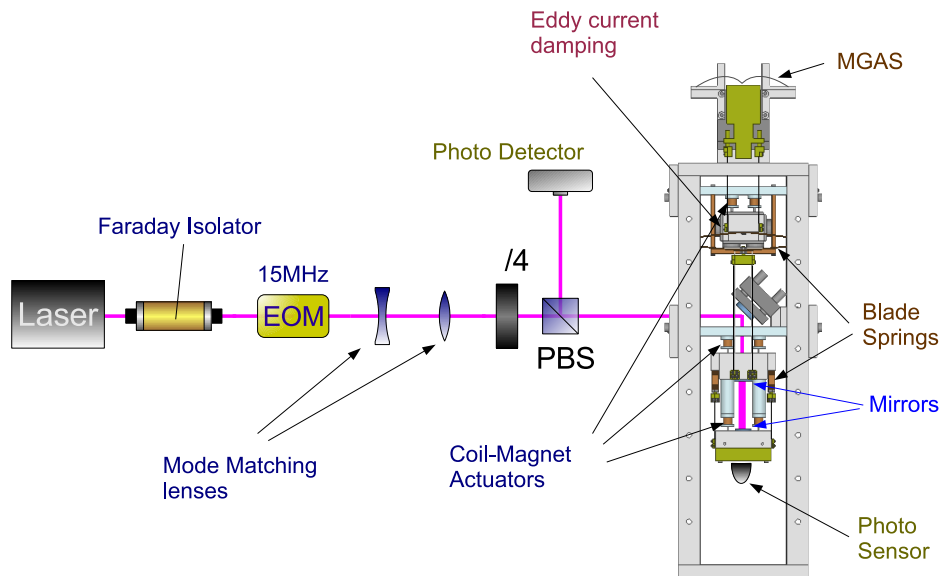 Eddy current
damping
MGAS
Photo Detector
Faraday Isolator
/4
15MHz
Laser
EOM
PBS
Blade
Springs
Mirrors
Mode Matching
lenses
Coil-Magnet
Actuators
Photo
Sensor